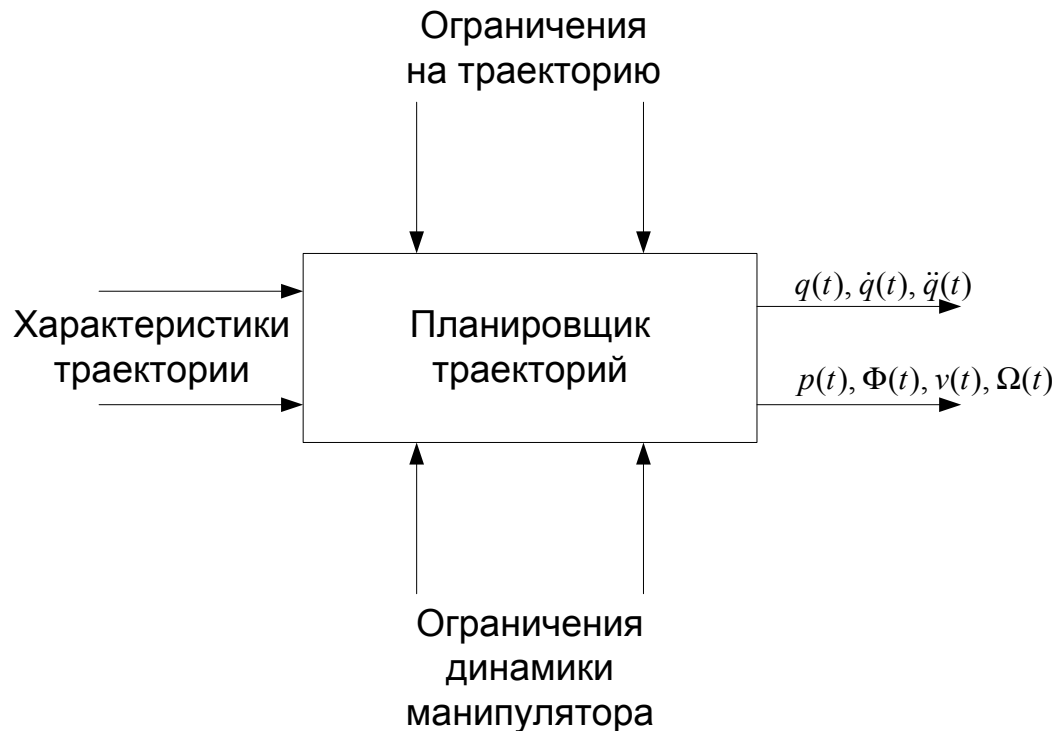 Ограничения
на траекторию
Характеристики
траектории
Планировщик
траекторий
q(t), q̇(t), q̈(t)
p(t), Φ(t), v(t), Ω(t)
Ограничения
динамики
манипулятора